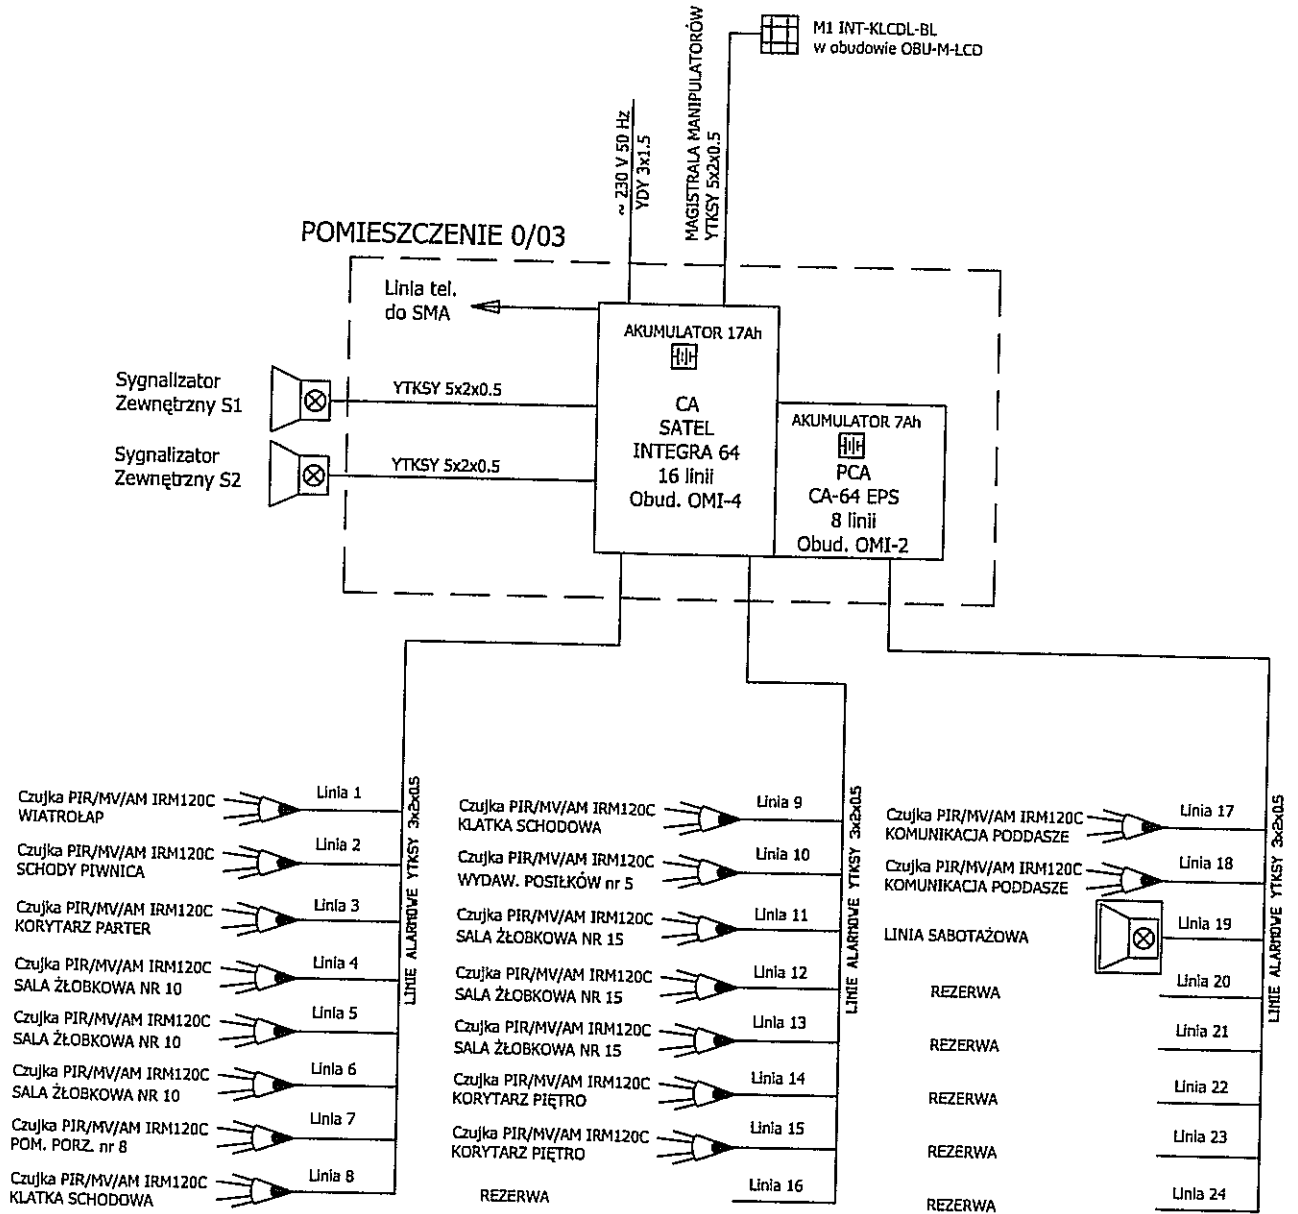 M1 INT-KLCDL-BL
w obudowie OBU-M-LCD
MAGISTRALA MANIPULATORÓW
YTKSY 5x2x0.5
~ 230 V 50 Hz
YDY 3x1.5
POMIESZCZENIE 0/03
Linia tel.
do SMA
AKUMULATOR 17Ah
CA
SATEL
INTEGRA 64
16 linii
Obud. OMI-4
AKUMULATOR 7Ah
PCA
CA-64 EPS
8 linii
Obud. OMI-2
Sygnalizator
Zewnętrzny S1
YTKSY 5x2x0.5
Sygnalizator
Zewnętrzny S2
YTKSY 5x2x0.5
Czujka PIR/MV/AM IRM120C
WIATROŁAP
Linia 1
Czujka PIR/MV/AM IRM120C
SCHODY PIWNICA
Linia 2
Czujka PIR/MV/AM IRM120C
KORYTARZ PARTER
Linia 3
Czujka PIR/MV/AM IRM120C
SALA ŻŁOBKOWA NR 10
Linia 4
Czujka PIR/MV/AM IRM120C
SALA ŻŁOBKOWA NR 10
Linia 5
Czujka PIR/MV/AM IRM120C
SALA ŻŁOBKOWA NR 10
Linia 6
Czujka PIR/MV/AM IRM120C
POM. PORZ. nr 8
Linia 7
Czujka PIR/MV/AM IRM120C
KLATKA SCHODOWA
Linia 8
LINIE ALARMOWE YTKSY 3x2x0.5
Czujka PIR/MV/AM IRM120C
KLATKA SCHODOWA
Linia 9
Czujka PIR/MV/AM IRM120C
WYDAW. POSIŁKÓW nr 5
Linia 10
Czujka PIR/MV/AM IRM120C
SALA ŻŁOBKOWA NR 15
Linia 11
Czujka PIR/MV/AM IRM120C
SALA ŻŁOBKOWA NR 15
Linia 12
Czujka PIR/MV/AM IRM120C
SALA ŻŁOBKOWA NR 15
Linia 13
Czujka PIR/MV/AM IRM120C
KORYTARZ PIĘTRO
Linia 14
Czujka PIR/MV/AM IRM120C
KORYTARZ PIĘTRO
Linia 15
REZERWA
Linia 16
LINIE ALARMOWE YTKSY 3x2x0.5
Czujka PIR/MV/AM IRM120C
KOMUNIKACJA PODDASZE
Linia 17
Czujka PIR/MV/AM IRM120C
KOMUNIKACJA PODDASZE
Linia 18
LINIA SABOTAŻOWA
Linia 19
REZERWA
Linia 20
REZERWA
Linia 21
REZERWA
Linia 22
REZERWA
Linia 23
REZERWA
Linia 24
LINIE ALARMOWE YTKSY 3x2x0.5